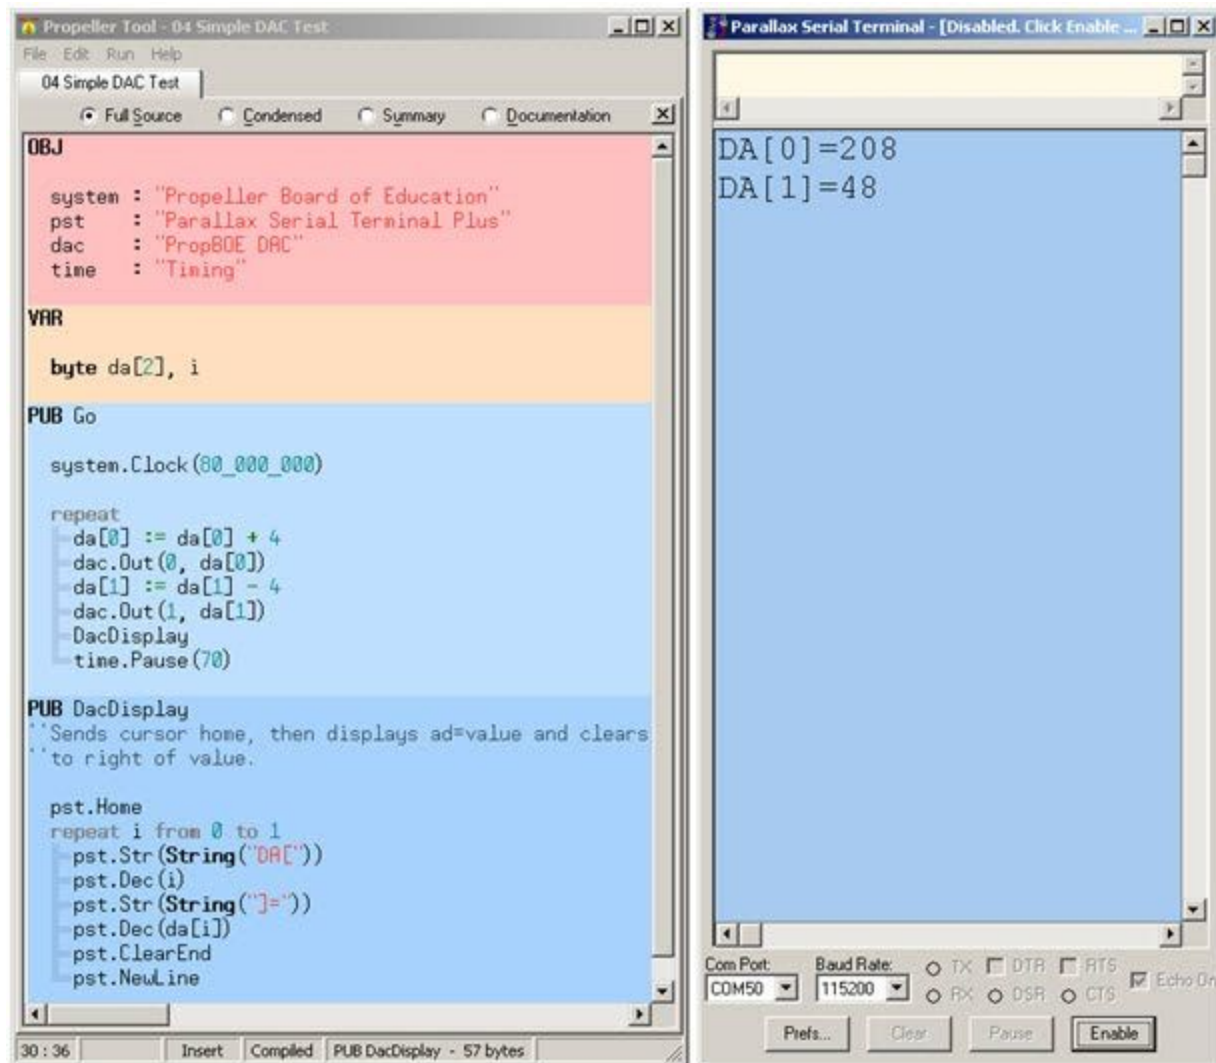 Propeller Tool - 04 Simple DAC Test
File Edit Run Help
04 Simple DAC Test
Full Source Condensed Summary Documentation
OBJ
system : "Propeller Board of Education"
pst : "Parallax Serial Terminal Plus"
dac : "PropBOE DAC"
time : "Timing"
VAR
byte da[2], i
PUB Go
system.Clock(80_000_000)
repeat
da[0] := da[0] + 4
dac.Out(0, da[0])
da[1] := da[1] - 4
dac.Out(1, da[1])
DacDisplay
time.Pause(70)
PUB DacDisplay
''Sends cursor home, then displays ad=value and clears
''to right of value.
pst.Home
repeat i from 0 to 1
pst.Str(String("DA["))
pst.Dec(i)
pst.Str(String("]="))
pst.Dec(da[i])
pst.ClearEnd
pst.NewLine
30 : 36 Insert Compiled PUB DacDisplay - 57 bytes
Parallax Serial Terminal - [Disabled. Click Enable ...
DA[0]=208
DA[1]=48
Com Port: Baud Rate: TX DTR RTS
COM50 115200 RX DSR CTS Echo On
Prefs... Clear Pause Enable